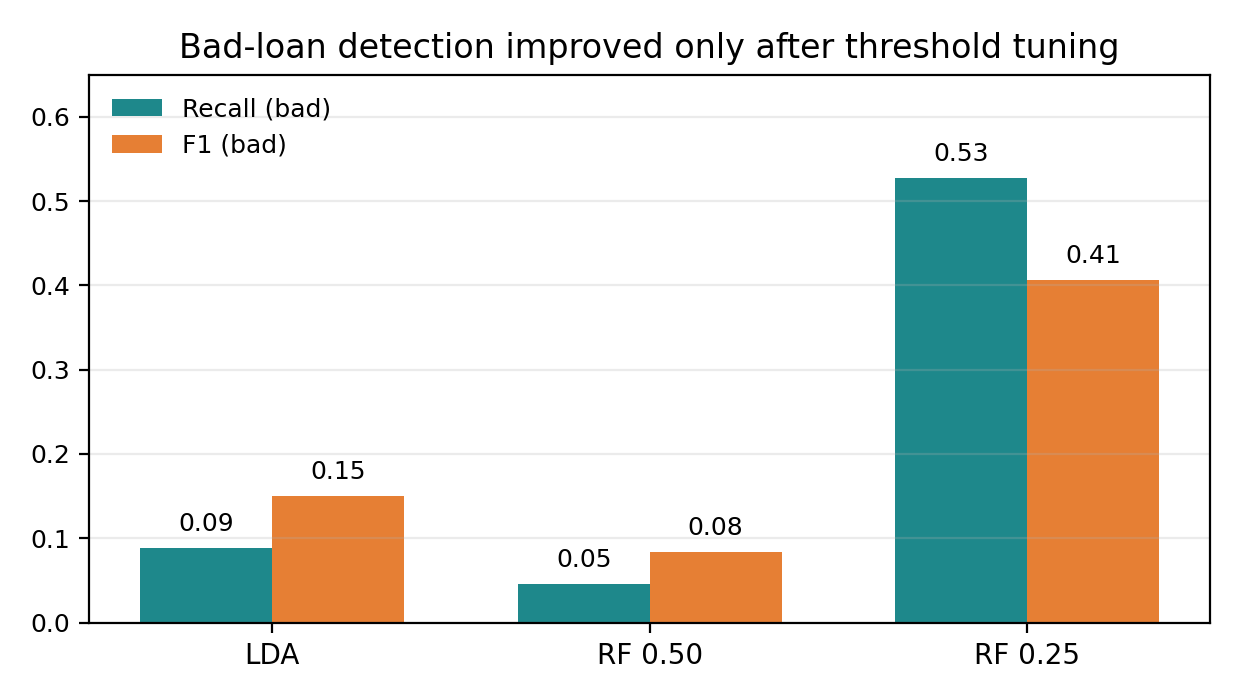 Bad-loan detection improved only after threshold tuning
Recall (bad)
F1 (bad)
0.6
0.5
0.4
0.3
0.2
0.1
0.0
0.09
0.15
0.05
0.08
0.53
0.41
LDA
RF 0.50
RF 0.25